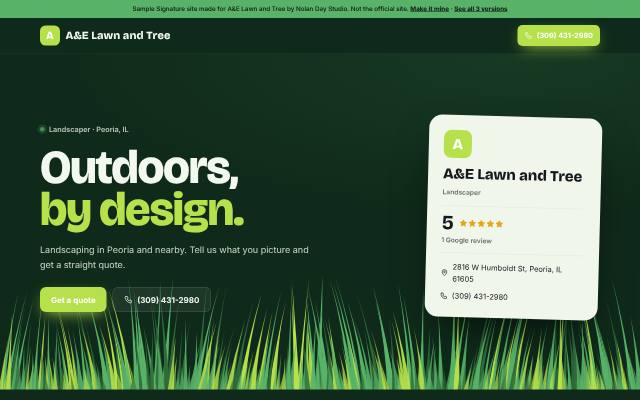 Sample Signature site made for A&E Lawn and Tree by Nolan Day Studio. Not the official site. Make it mine · See all 3 versions
A A&E Lawn and Tree
(309) 431-2980
Landscaper · Peoria, IL
Outdoors,
by design.
Landscaping in Peoria and nearby. Tell us what you picture and
get a straight quote.
Get a quote
(309) 431-2980
A
A&E Lawn and Tree
Landscaper
5
1 Google review
2816 W Humboldt St, Peoria, IL
61605
(309) 431-2980